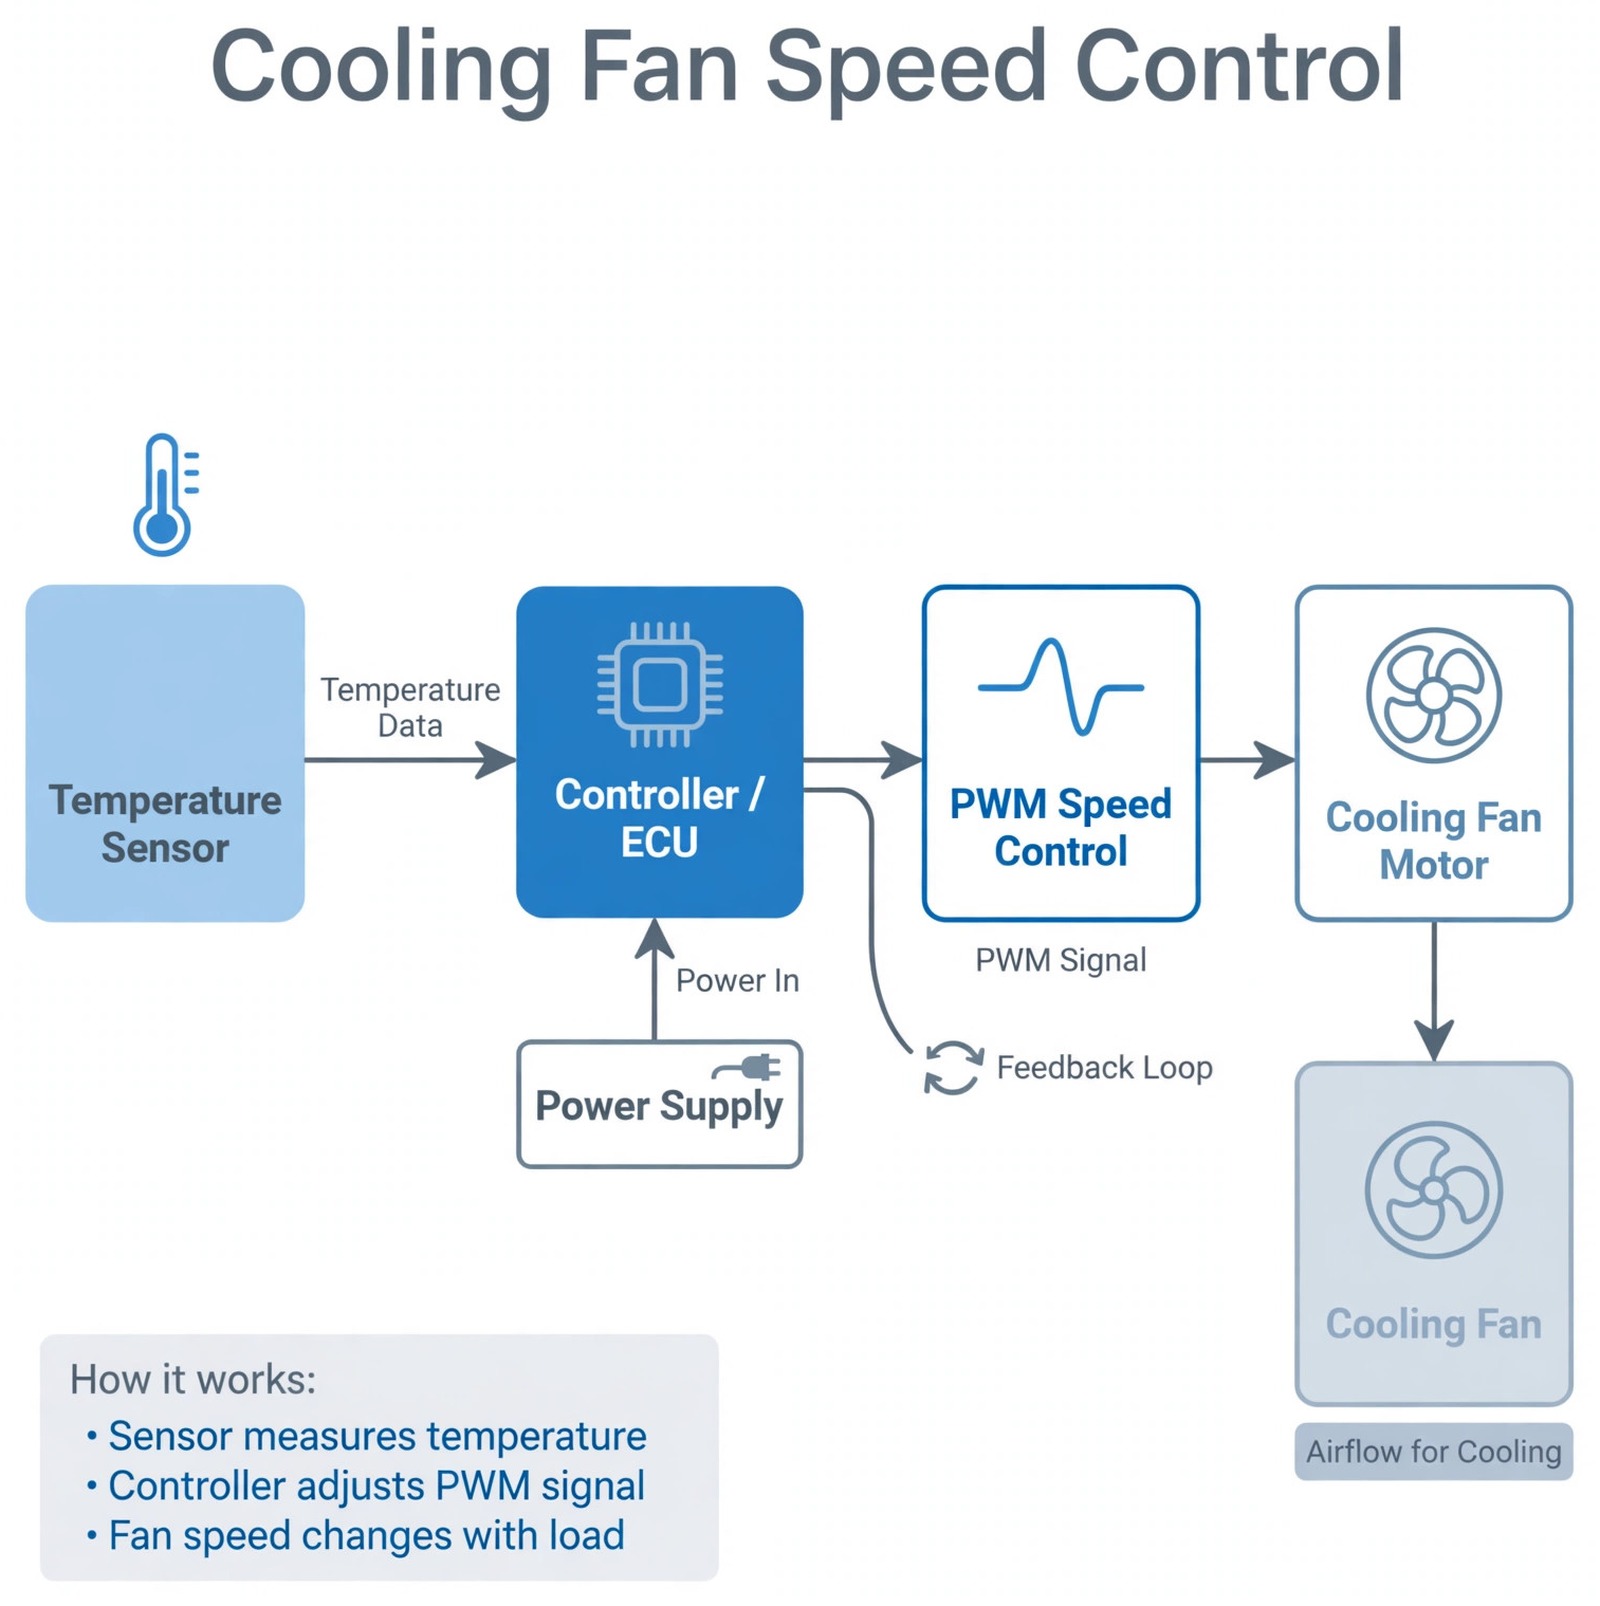 Cooling Fan Speed Control
Temperature
Sensor
Temperature
Data
Controller /
ECU
PWM Speed
Control
Cooling Fan
Motor
PWM Signal
Power In
Power Supply
Feedback Loop
Cooling Fan
Airflow for Cooling
How it works:
• Sensor measures temperature
• Controller adjusts PWM signal
• Fan speed changes with load